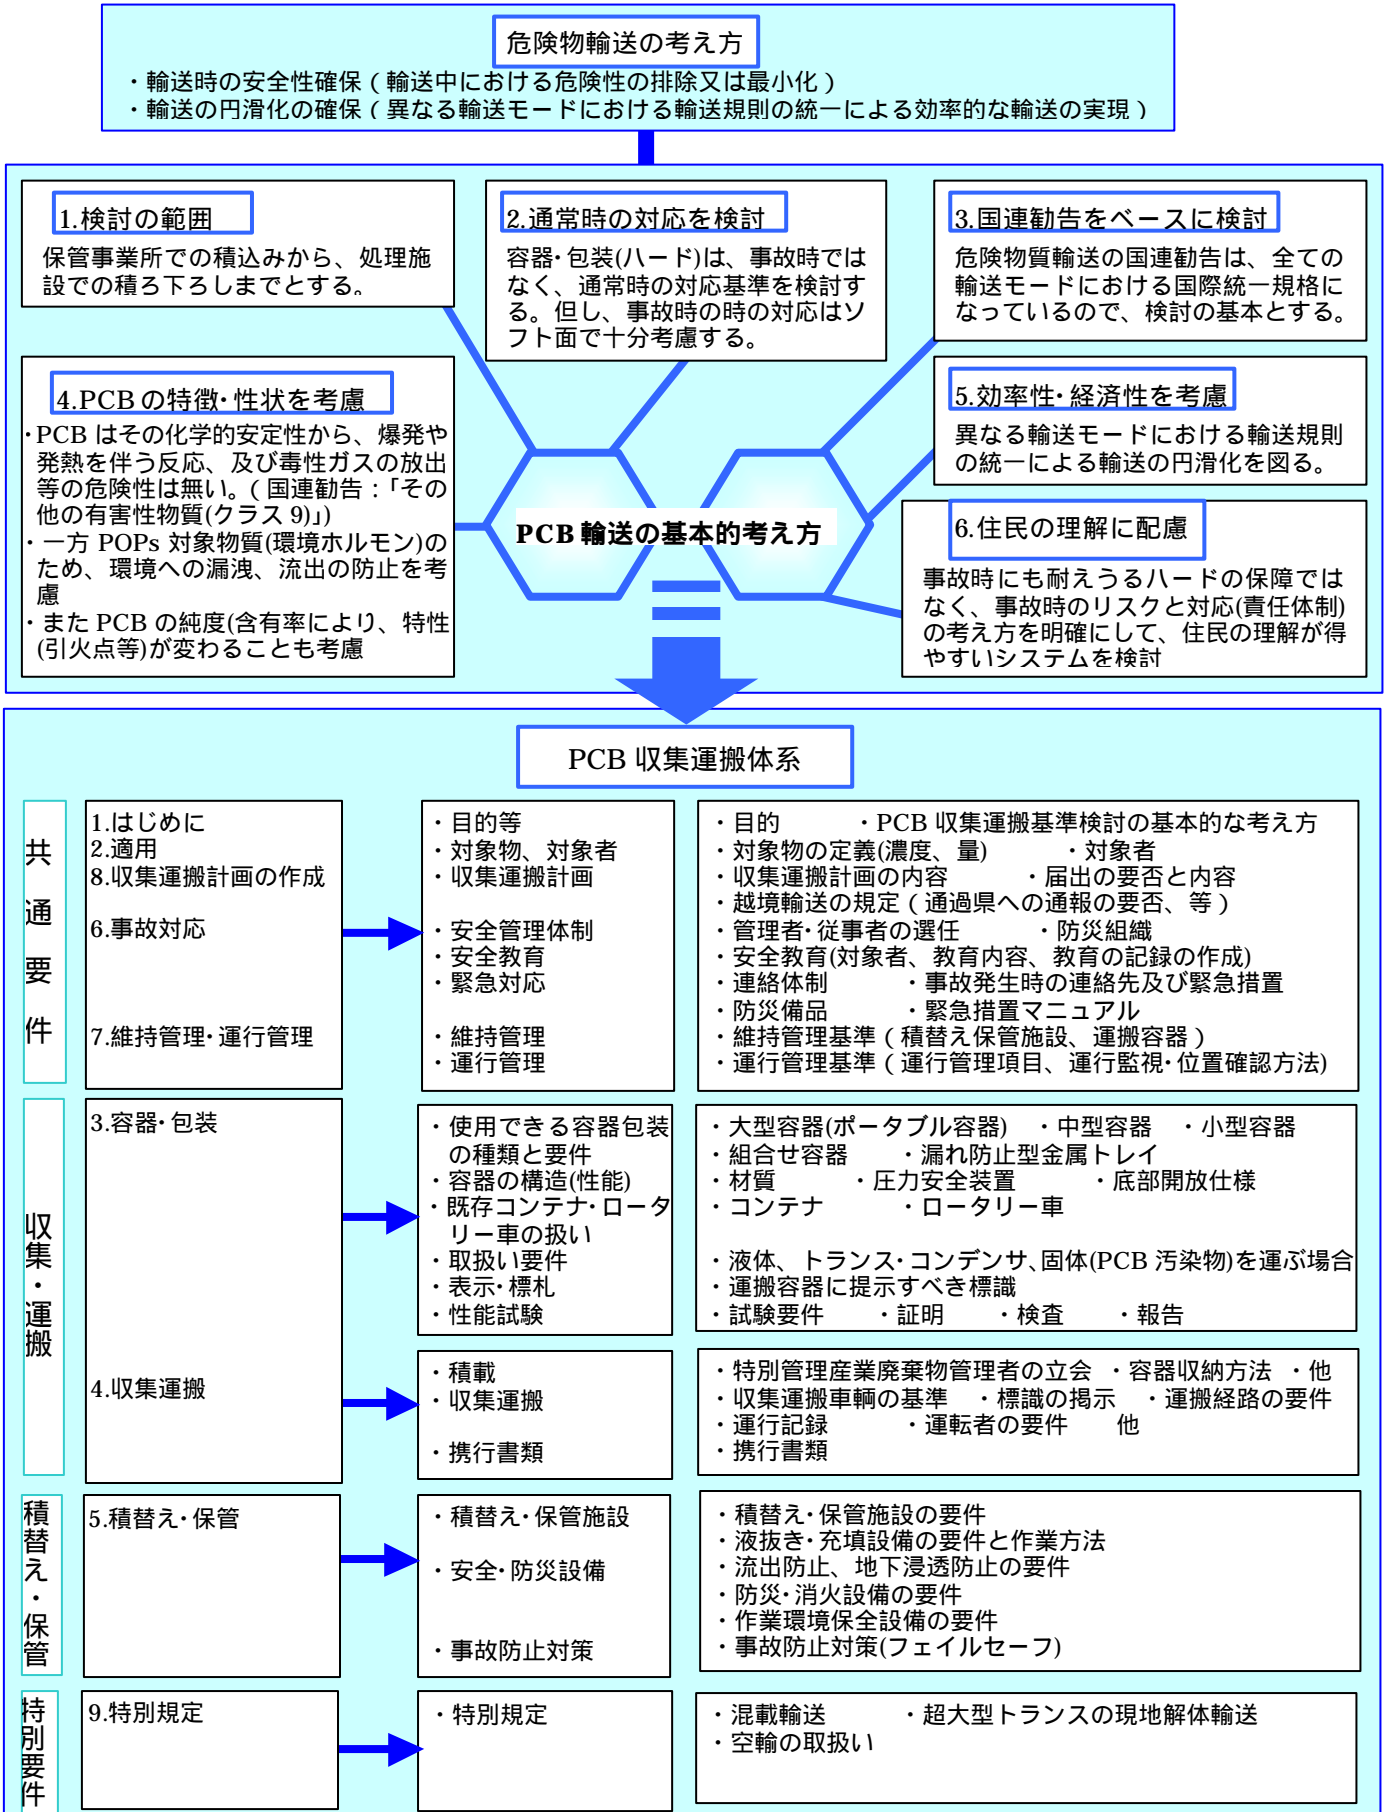 危険物輸送の考え方
・輸送時の安全性確保（輸送中における危険性の排除又は最小化）
・輸送の円滑化の確保（異なる輸送モードにおける輸送規則の統一による効率的な輸送の実現）
1.検討の範囲
保管事業所での積込みから、処理施
設での積ろ下ろしまでとする。
2.通常時の対応を検討
容器・包装(ハード)は、事故時では
なく、通常時の対応基準を検討す
る。但し、事故時の時の対応はソ
フト面で十分考慮する。
3.国連勧告をベースに検討
危険物質輸送の国連勧告は、全ての
輸送モードにおける国際統一規格に
なっているので、検討の基本とする。
4.PCBの特徴・性状を考慮
・PCB はその化学的安定性から、爆発や
発熱を伴う反応、及び毒性ガスの放出
等の危険性は無い。（国連勧告：「その
他の有害性物質(クラス 9)」)
・一方 POPs 対象物質(環境ホルモン)の
ため、環境への漏洩、流出の防止を考
慮
・また PCB の純度(含有率により、特性
(引火点等)が変わることも考慮
5.効率性・経済性を考慮
異なる輸送モードにおける輸送規則
の統一による輸送の円滑化を図る。
6.住民の理解に配慮
事故時にも耐えうるハードの保障では
なく、事故時のリスクと対応(責任体制)
の考え方を明確にして、住民の理解が得
やすいシステムを検討
PCB 輸送の基本的考え方
PCB 収集運搬体系
共通要件
1.はじめに
2.適用
8.収集運搬計画の作成
6.事故対応
7.維持管理・運行管理
・目的等
・対象物、対象者
・収集運搬計画
・安全管理体制
・安全教育
・緊急対応
・維持管理
・運行管理
・目的　・PCB 収集運搬基準検討の基本的な考え方
・対象物の定義(濃度、量)　・対象者
・収集運搬計画の内容　・届出の要否と内容
・越境輸送の規定（通過県への通報の要否、等）
・管理者・従事者の選任　・防災組織
・安全教育(対象者、教育内容、教育の記録の作成)
・連絡体制　・事故発生時の連絡先及び緊急措置
・防災備品　・緊急措置マニュアル
・維持管理基準（積替え保管施設、運搬容器）
・運行管理基準（運行管理項目、運行監視・位置確認方法)
収集・運搬
3.容器・包装
4.収集運搬
・使用できる容器包装
の種類と要件
・容器の構造(性能)
・既存コンテナ・ロータ
リー車の扱い
・取扱い要件
・表示・標札
・性能試験
・大型容器(ポータブル容器)　・中型容器　・小型容器
・組合せ容器　・漏れ防止型金属トレイ
・材質　・圧力安全装置　・底部開放仕様
・コンテナ　・ロータリー車
・液体、トランス・コンデンサ、固体(PCB 汚染物)を運ぶ場合
・運搬容器に提示すべき標識
・試験要件　・証明　・検査　・報告
・積載
・収集運搬
・携行書類
・特別管理産業廃棄物管理者の立会　・容器収納方法　・他
・収集運搬車輌の基準　・標識の掲示　・運搬経路の要件
・運行記録　・運転者の要件　他
・携行書類
積替え・保管
5.積替え・保管
・積替え・保管施設
・安全・防災設備
・事故防止対策
・積替え・保管施設の要件
・液抜き・充填設備の要件と作業方法
・流出防止、地下浸透防止の要件
・防災・消火設備の要件
・作業環境保全設備の要件
・事故防止対策(フェイルセーフ)
特別要件
9.特別規定
・特別規定
・混載輸送　・超大型トランスの現地解体輸送
・空輸の取扱い